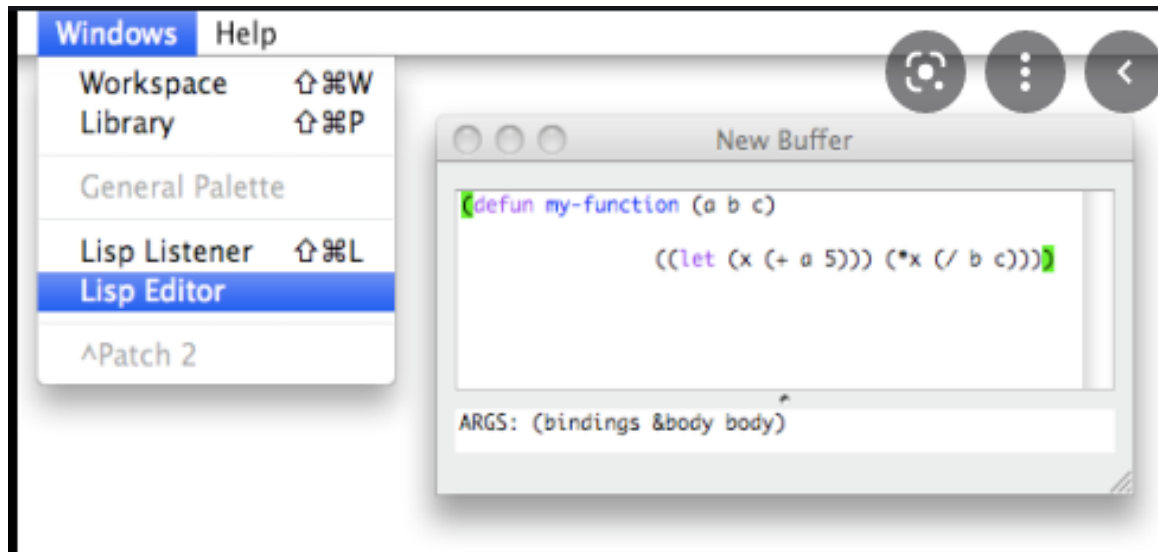 Windows Help
Workspace ⇧⌘W
Library ⇧⌘P
General Palette
Lisp Listener ⇧⌘L
Lisp Editor
^Patch 2
New Buffer
(defun my-function (a b c)
((let (x (+ a 5))) (*x (/ b c))))
ARGS: (bindings &body body)